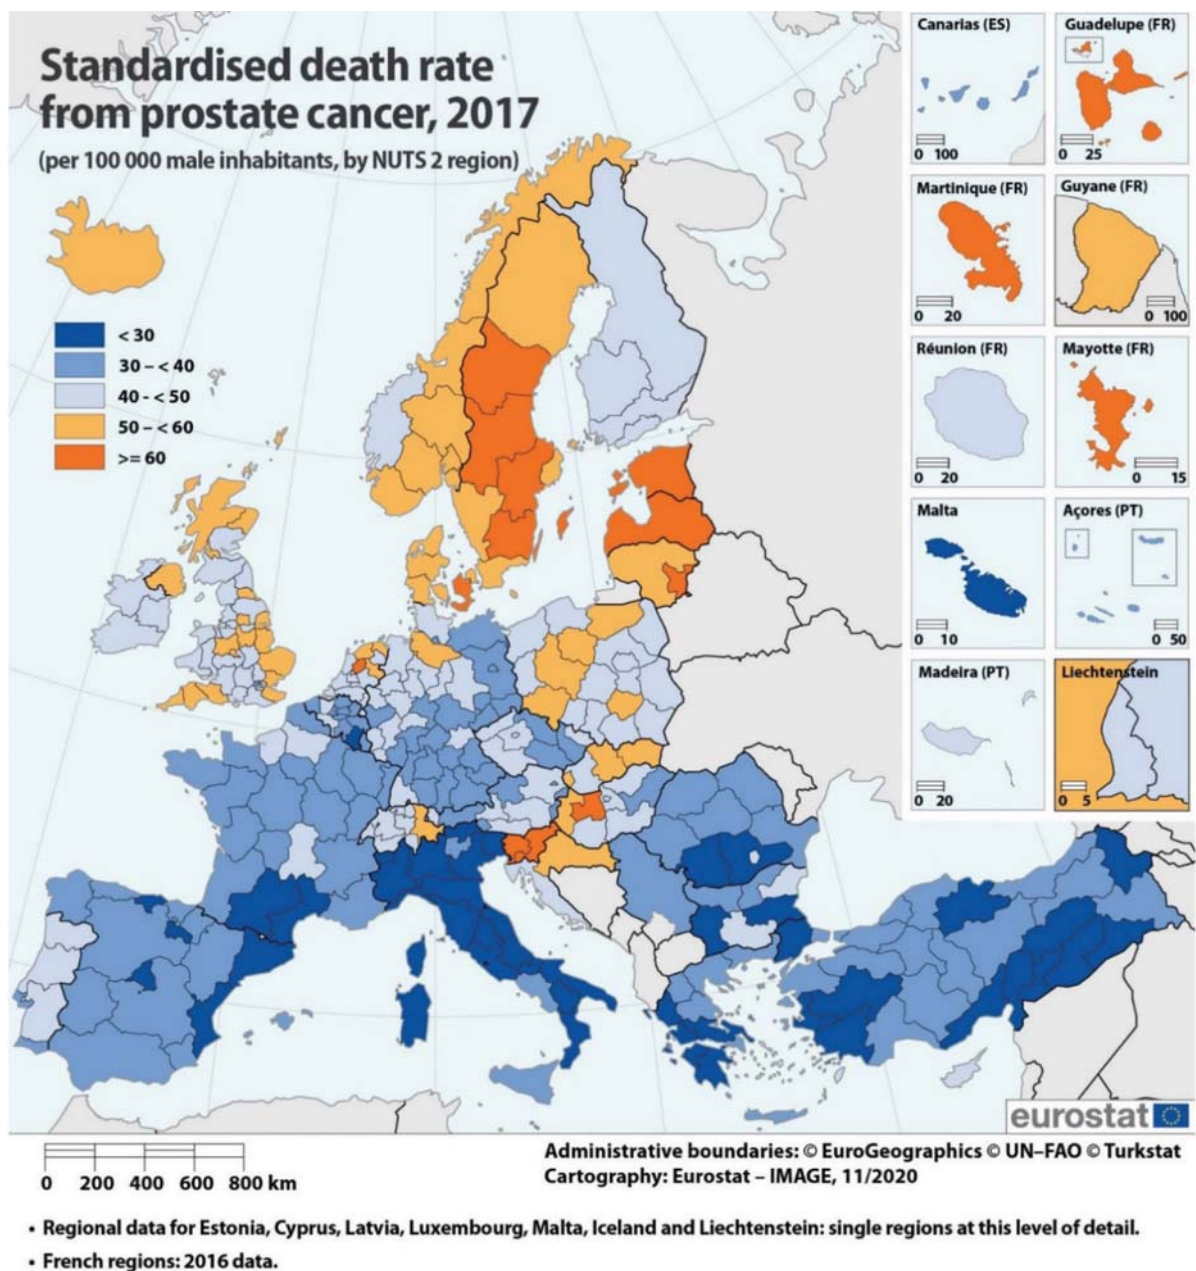 Standardised death rate
from prostate cancer, 2017
(per 100 000 male inhabitants, by NUTS 2 region)
< 30
30 – < 40
40 - < 50
50 – < 60
>= 60
Canarias (ES)
0 100
Guadelupe (FR)
0 25
Martinique (FR)
0 20
Guyane (FR)
0 100
Réunion (FR)
0 20
Mayotte (FR)
0 15
Malta
0 10
Açores (PT)
0 50
Madeira (PT)
0 20
Liechtenstein
0 5
eurostat
0 200 400 600 800 km
Administrative boundaries: © EuroGeographics © UN–FAO © Turkstat
Cartography: Eurostat – IMAGE, 11/2020
• Regional data for Estonia, Cyprus, Latvia, Luxembourg, Malta, Iceland and Liechtenstein: single regions at this level of detail.
• French regions: 2016 data.